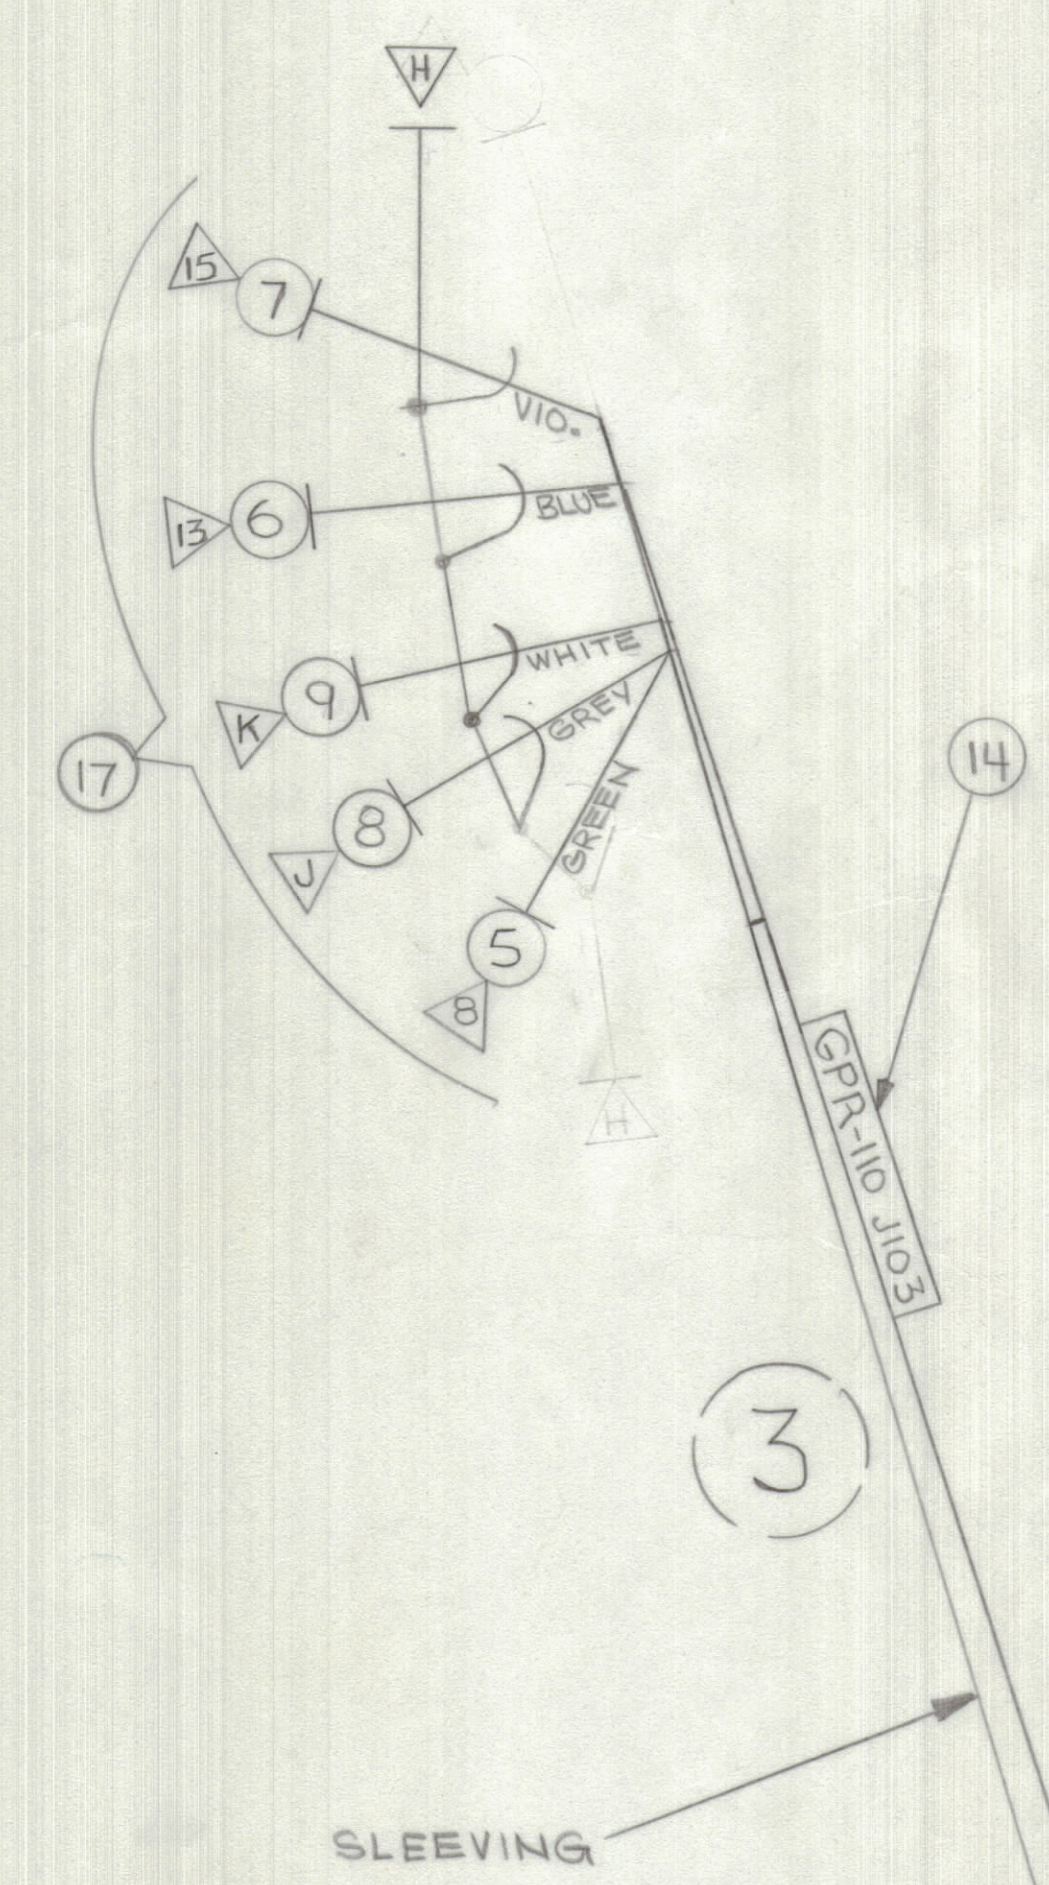 H
15
7
VIO.
13
6
BLUE
K
9
WHITE
17
J
8
GREY
14
8
5
GREEN
H
GPR-110 J103
3
SLEEVING